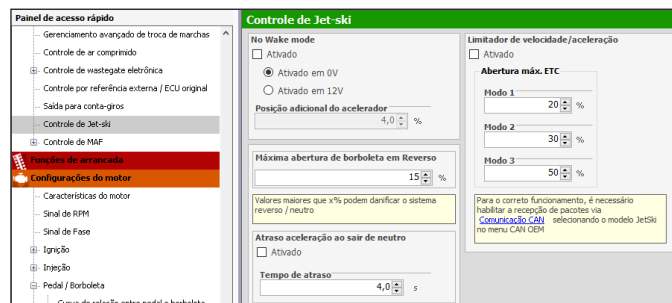 Painel de acesso rápido
Gerenciamento avançado de troca de marchas
Controle de ar comprimido
Controle de wastegate eletrônica
Controle por referência externa / ECU original
Saída para conta-giros
Controle de Jet-ski
Controle de MAF
Funções de arrancada
Configurações do motor
Características do motor
Sinal de RPM
Sinal de Fase
Ignição
Injeção
Pedal / Borboleta
Curva de relação entre pedal e borboleta
Controle de Jet-ski
No Wake mode
Ativado
Ativado em 0V
Ativado em 12V
Posição adicional do acelerador
4,0 %
Máxima abertura de borboleta em Reverso
15 %
Valores maiores que x% podem danificar o sistema
reverso / neutro
Atraso aceleração ao sair de neutro
Ativado
Tempo de atraso
4,0 s
Limitador de velocidade/aceleração
Ativado
Abertura máx. ETC
Modo 1
20 %
Modo 2
30 %
Modo 3
50 %
Para o correto funcionamento, é necessário
habilitar a recepção de pacotes via
Comunicação CAN selecionando o modelo JetSki
no menu CAN OEM